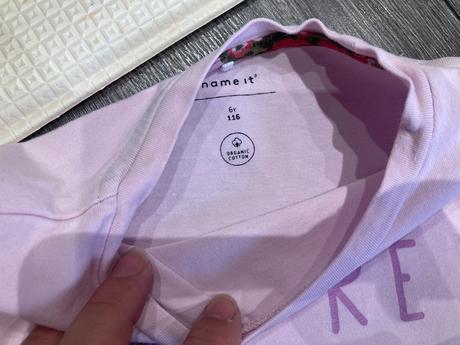 name it
6Y
116
ORGANIC
COTTON
RE